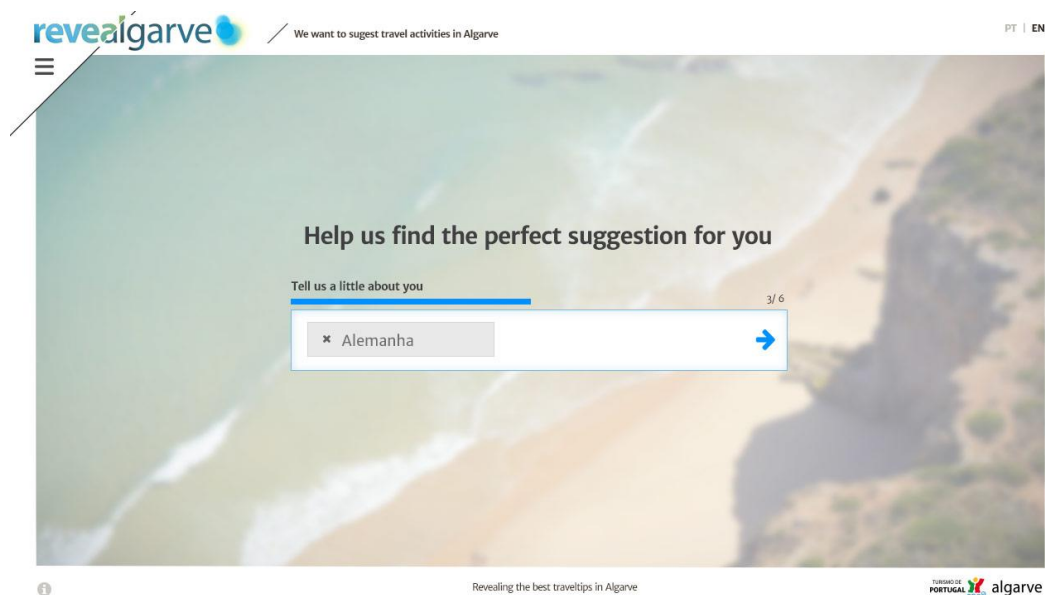 revealgarve
We want to sugest travel activities in Algarve
PT | EN
Help us find the perfect suggestion for you
Tell us a little about you
3/ 6
× Alemanha
Revealing the best traveltips in Algarve
TURISMO DE
PORTUGAL
algarve